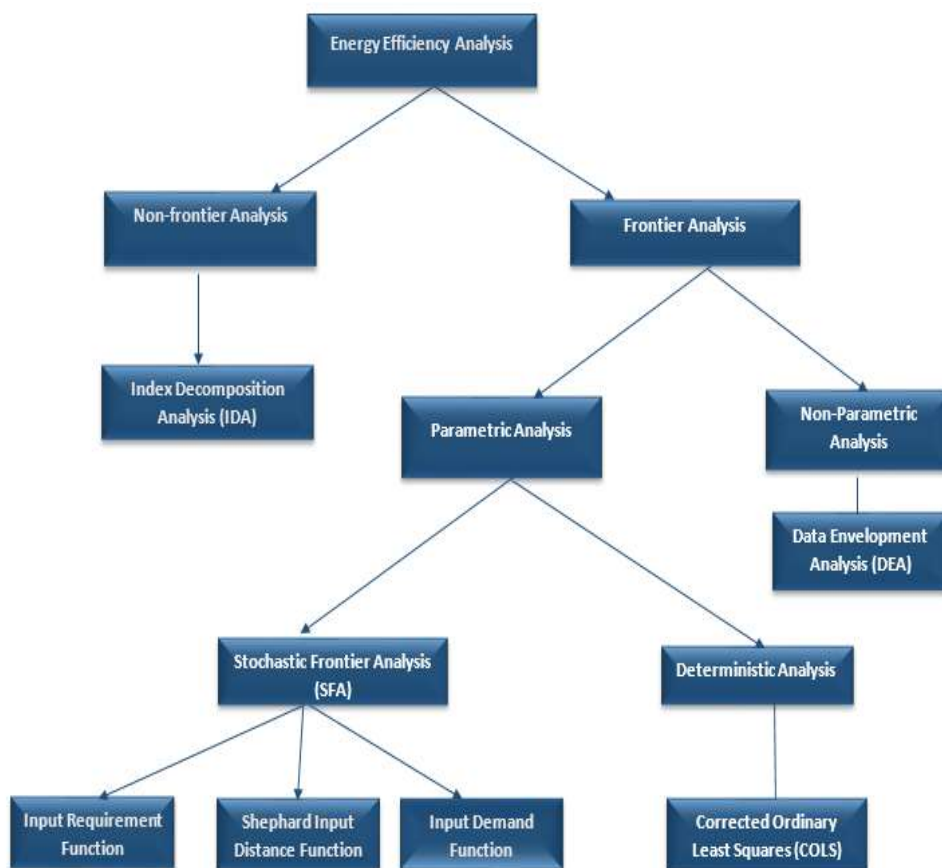 Energy Efficiency Analysis
Non-frontier Analysis
Frontier Analysis
Index Decomposition
Analysis (IDA)
Parametric Analysis
Non-Parametric
Analysis
Data Envelopment
Analysis (DEA)
Stochastic Frontier Analysis
(SFA)
Deterministic Analysis
Input Requirement
Function
Shephard Input
Distance Function
Input Demand
Function
Corrected Ordinary
Least Squares (COLS)